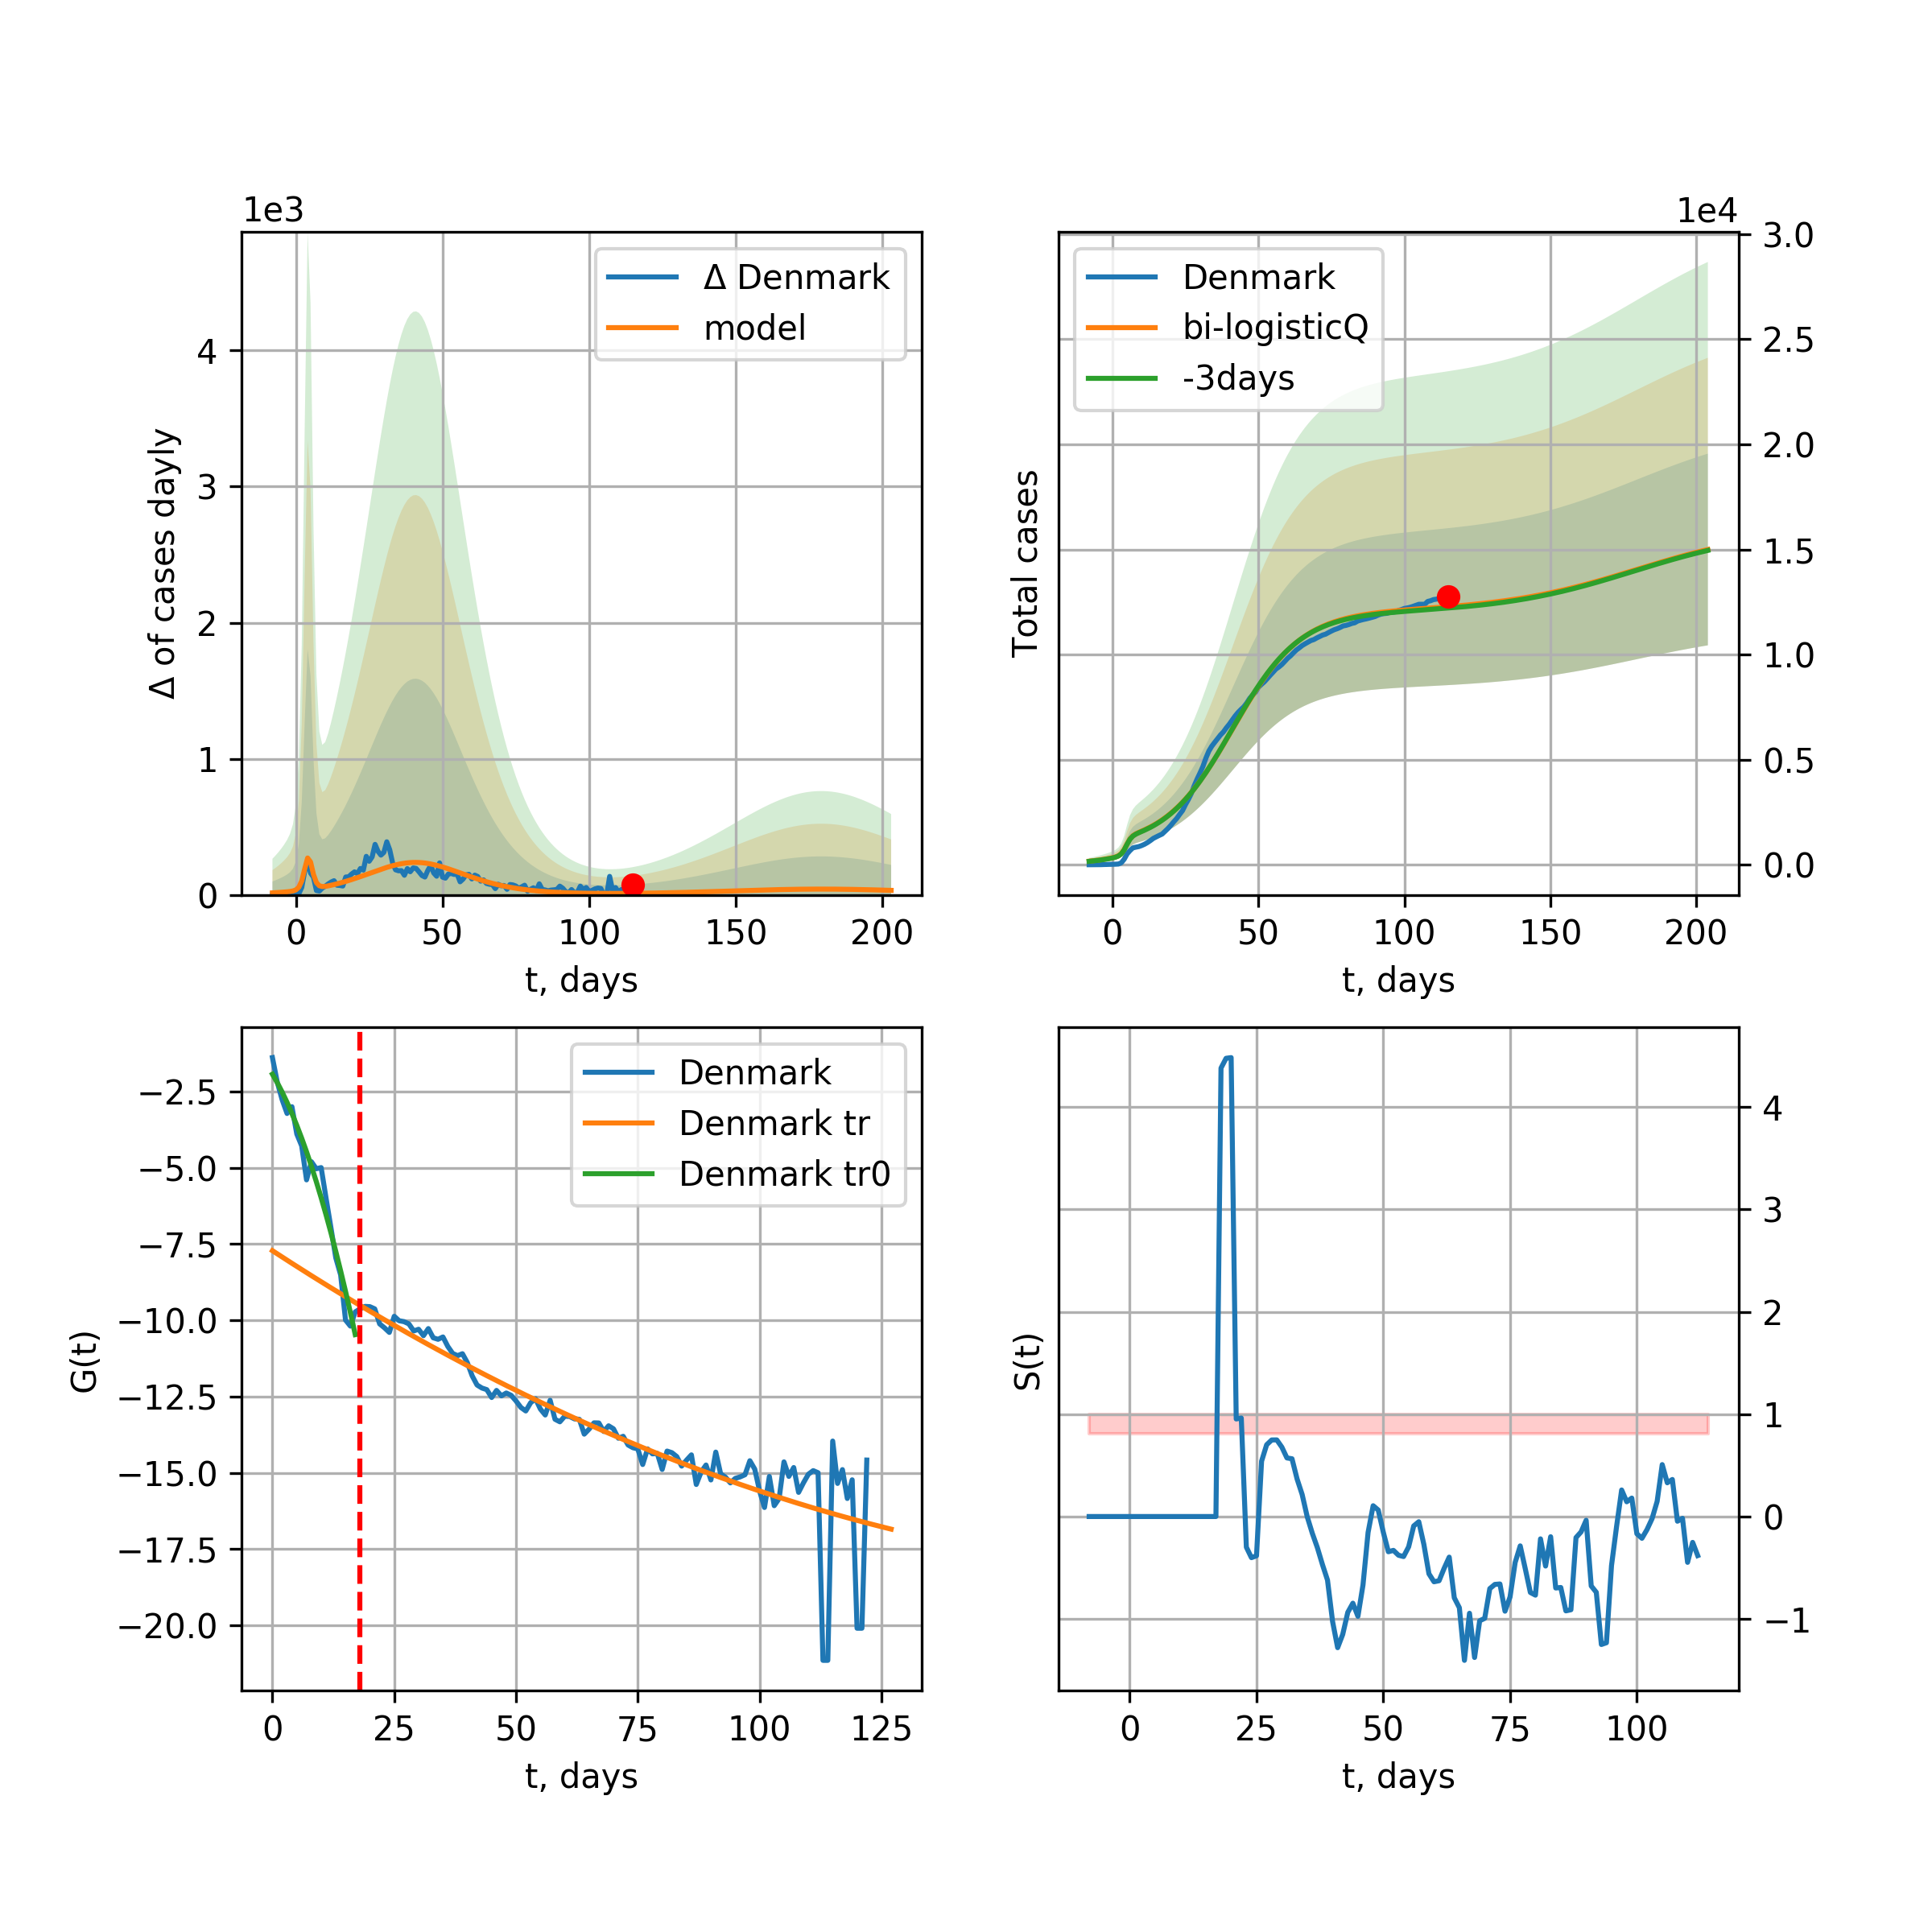 1e3
Δ of cases dayly
4
3
2
1
0
Δ Denmark
model
0 50 100 150 200
t, days
1e4
Total cases
Denmark
bi-logisticQ
-3days
3.0
2.5
2.0
1.5
1.0
0.5
0.0
0 50 100 150 200
t, days
G(t)
−2.5
−5.0
−7.5
−10.0
−12.5
−15.0
−17.5
−20.0
Denmark
Denmark tr
Denmark tr0
0 25 50 75 100 125
t, days
S(t)
4
3
2
1
0
−1
0 25 50 75 100
t, days